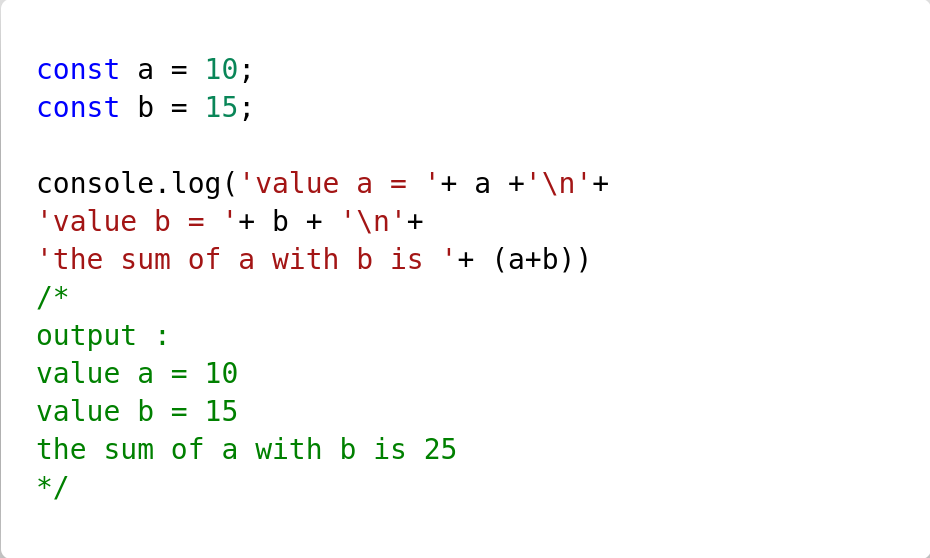 const a = 10;
const b = 15;
console.log('value a = '+ a +'\n'+
'value b = '+ b + '\n'+
'the sum of a with b is '+ (a+b))
/*
output :
value a = 10
value b = 15
the sum of a with b is 25
*/